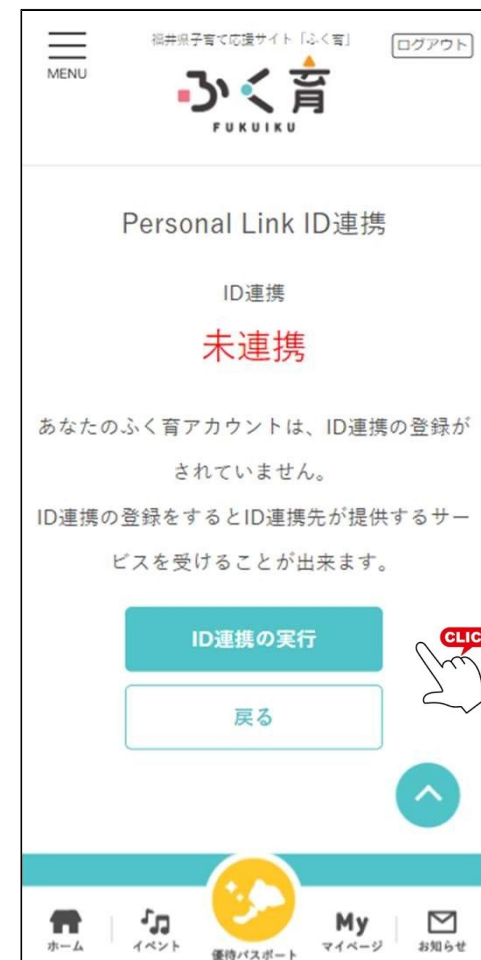 福井県子育て応援サイト「ふく育」
ログアウト
MENU
ふく育
FUKUIKU
Personal Link ID連携
ID連携
未連携
あなたのふく育アカウントは、ID連携の登録が
されていません。
ID連携の登録をするとID連携先が提供するサー
ビスを受けることが出来ます。
ID連携の実行
CLIC
戻る
ホーム
イベント
優待パスポート
My
マイページ
お知らせ